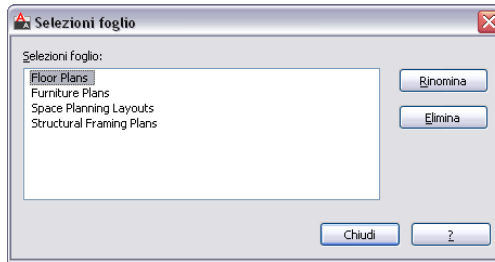 Selezioni foglio
Selezioni foglio:
Floor Plans
Furniture Plans
Space Planning Layouts
Structural Framing Plans
Rinomina
Elimina
Chiudi
?